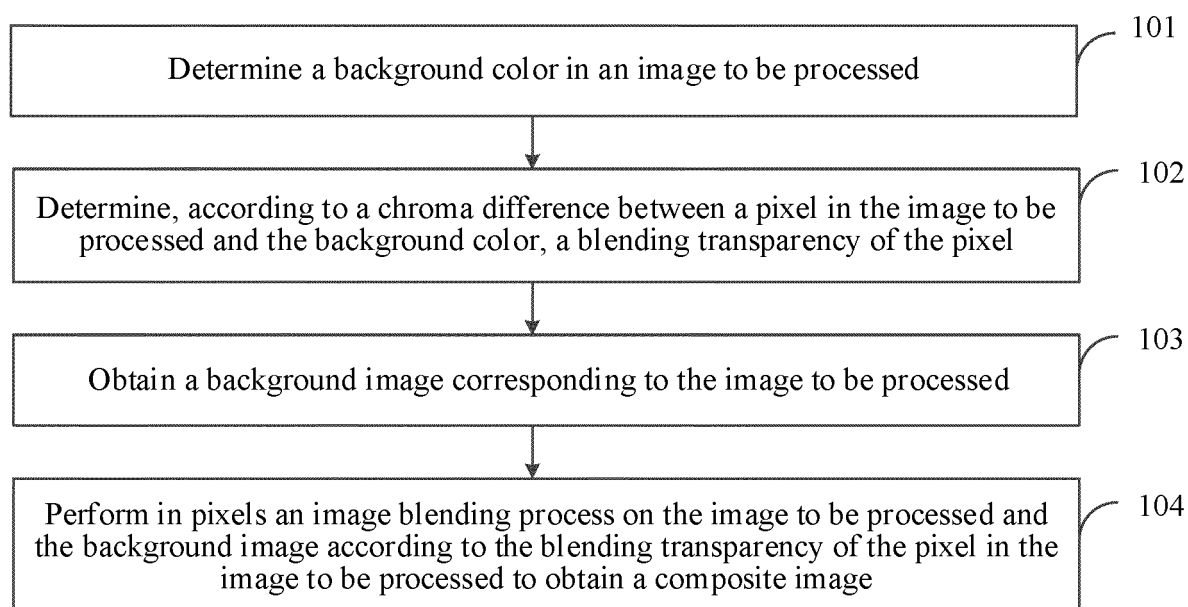 101
Determine a background color in an image to be processed
102
Determine, according to a chroma difference between a pixel in the image to be
processed and the background color, a blending transparency of the pixel
103
Obtain a background image corresponding to the image to be processed
104
Perform in pixels an image blending process on the image to be processed and
the background image according to the blending transparency of the pixel in the
image to be processed to obtain a composite image